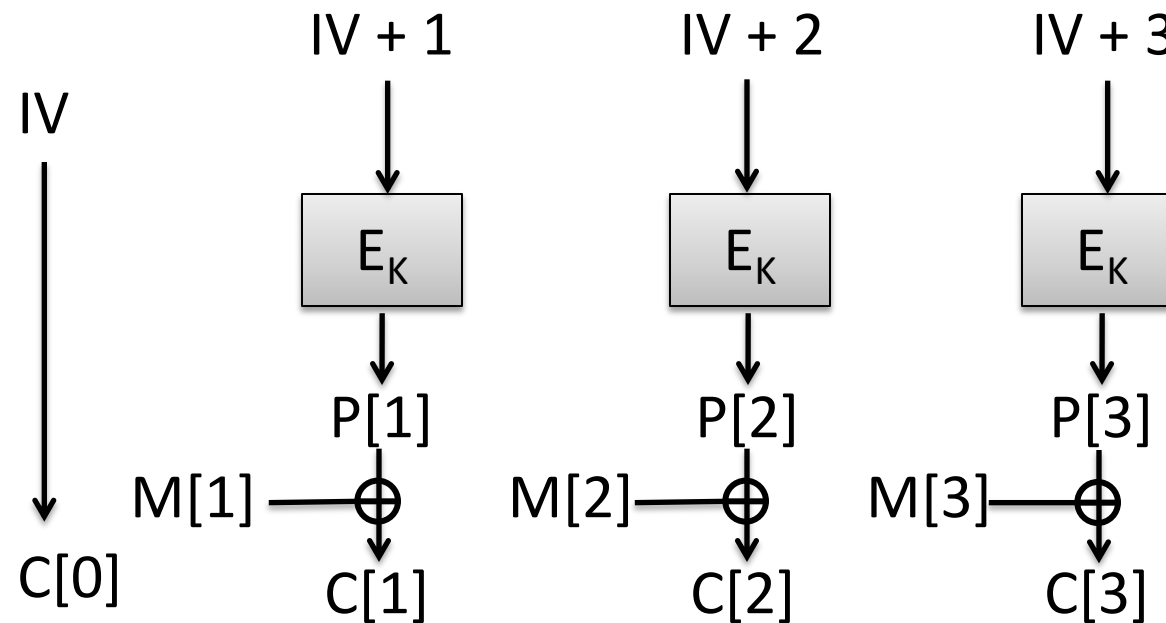 IV + 1 IV + 2 IV + 3
IV
E_K E_K E_K
P[1] P[2] P[3]
M[1] M[2] M[3]
C[0] C[1] C[2] C[3]